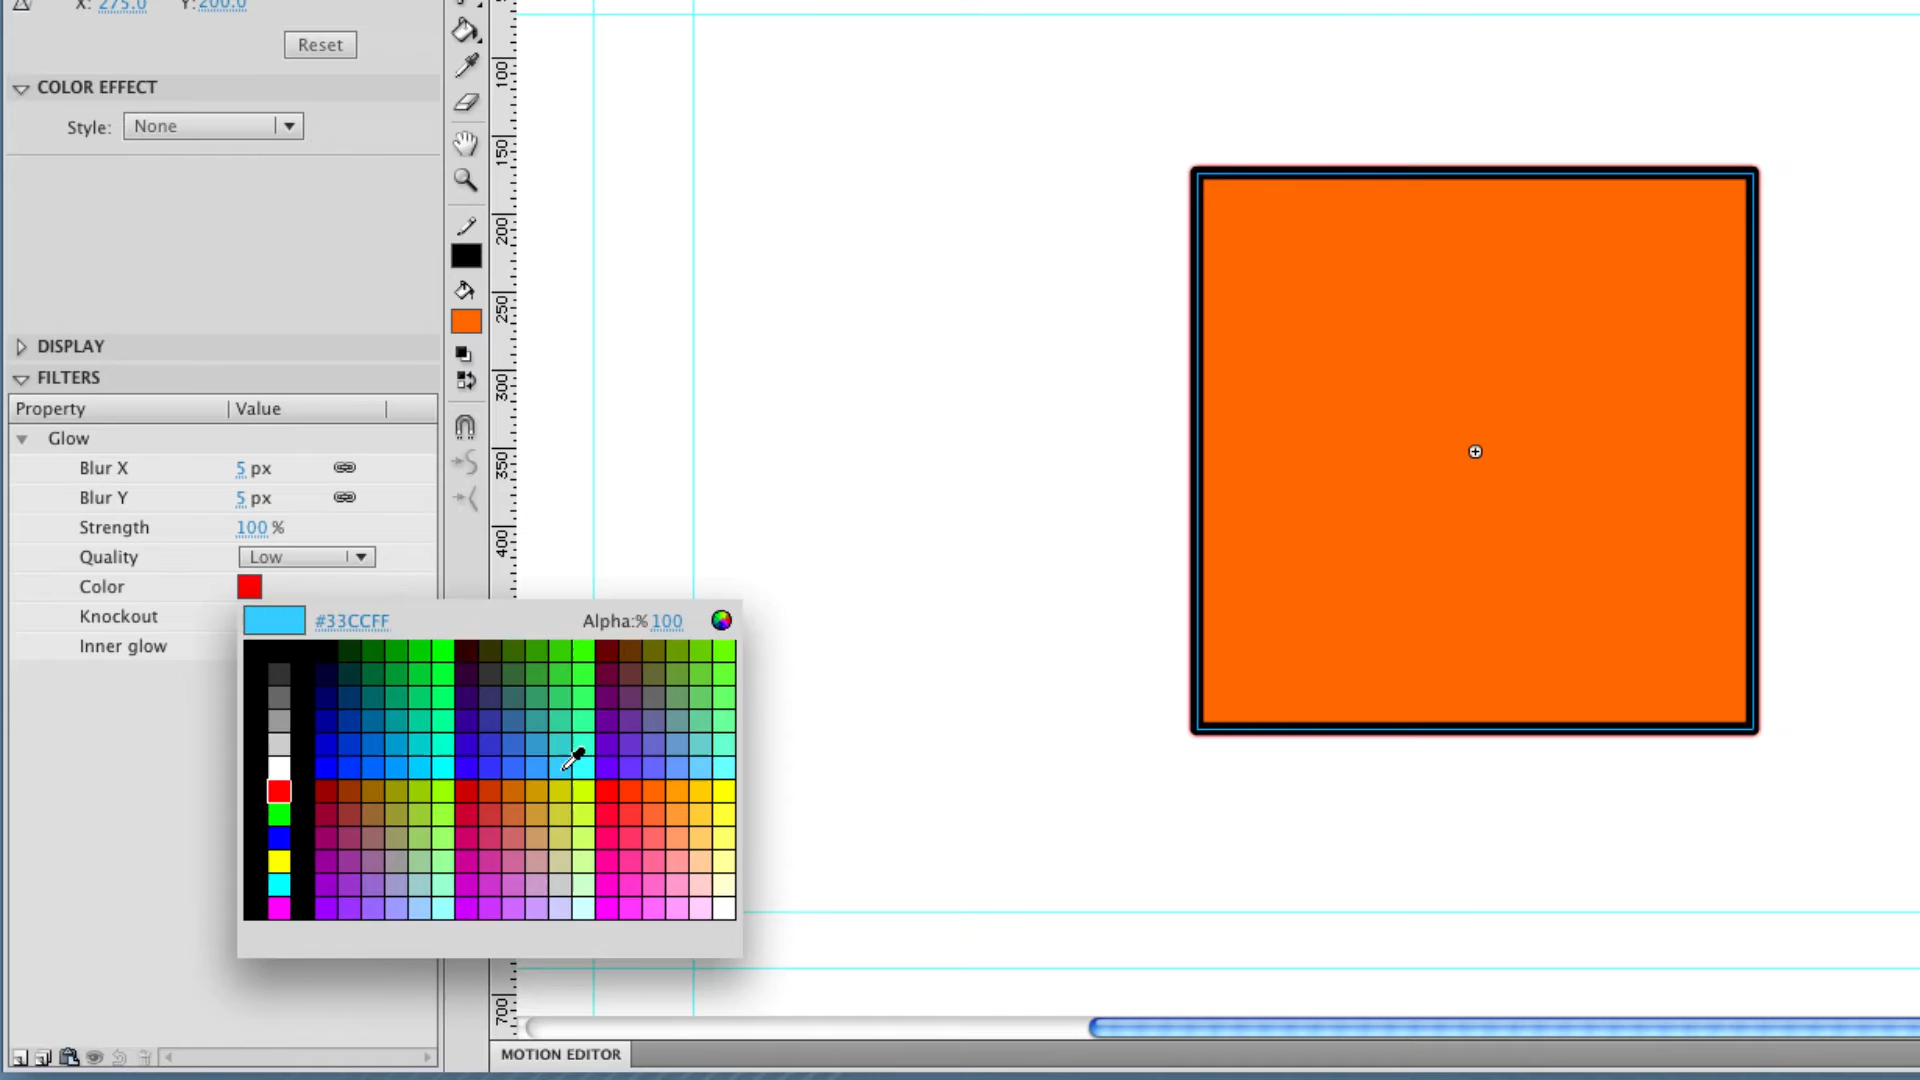 X: 275.0 Y: 200.0
Reset
COLOR EFFECT
Style: None
DISPLAY
FILTERS
Property Value
Glow
Blur X 5 px
Blur Y 5 px
Strength 100 %
Quality Low
Color
Knockout
Inner glow
#33CCFF Alpha:% 100
100
150
200
250
300
350
400
700
MOTION EDITOR